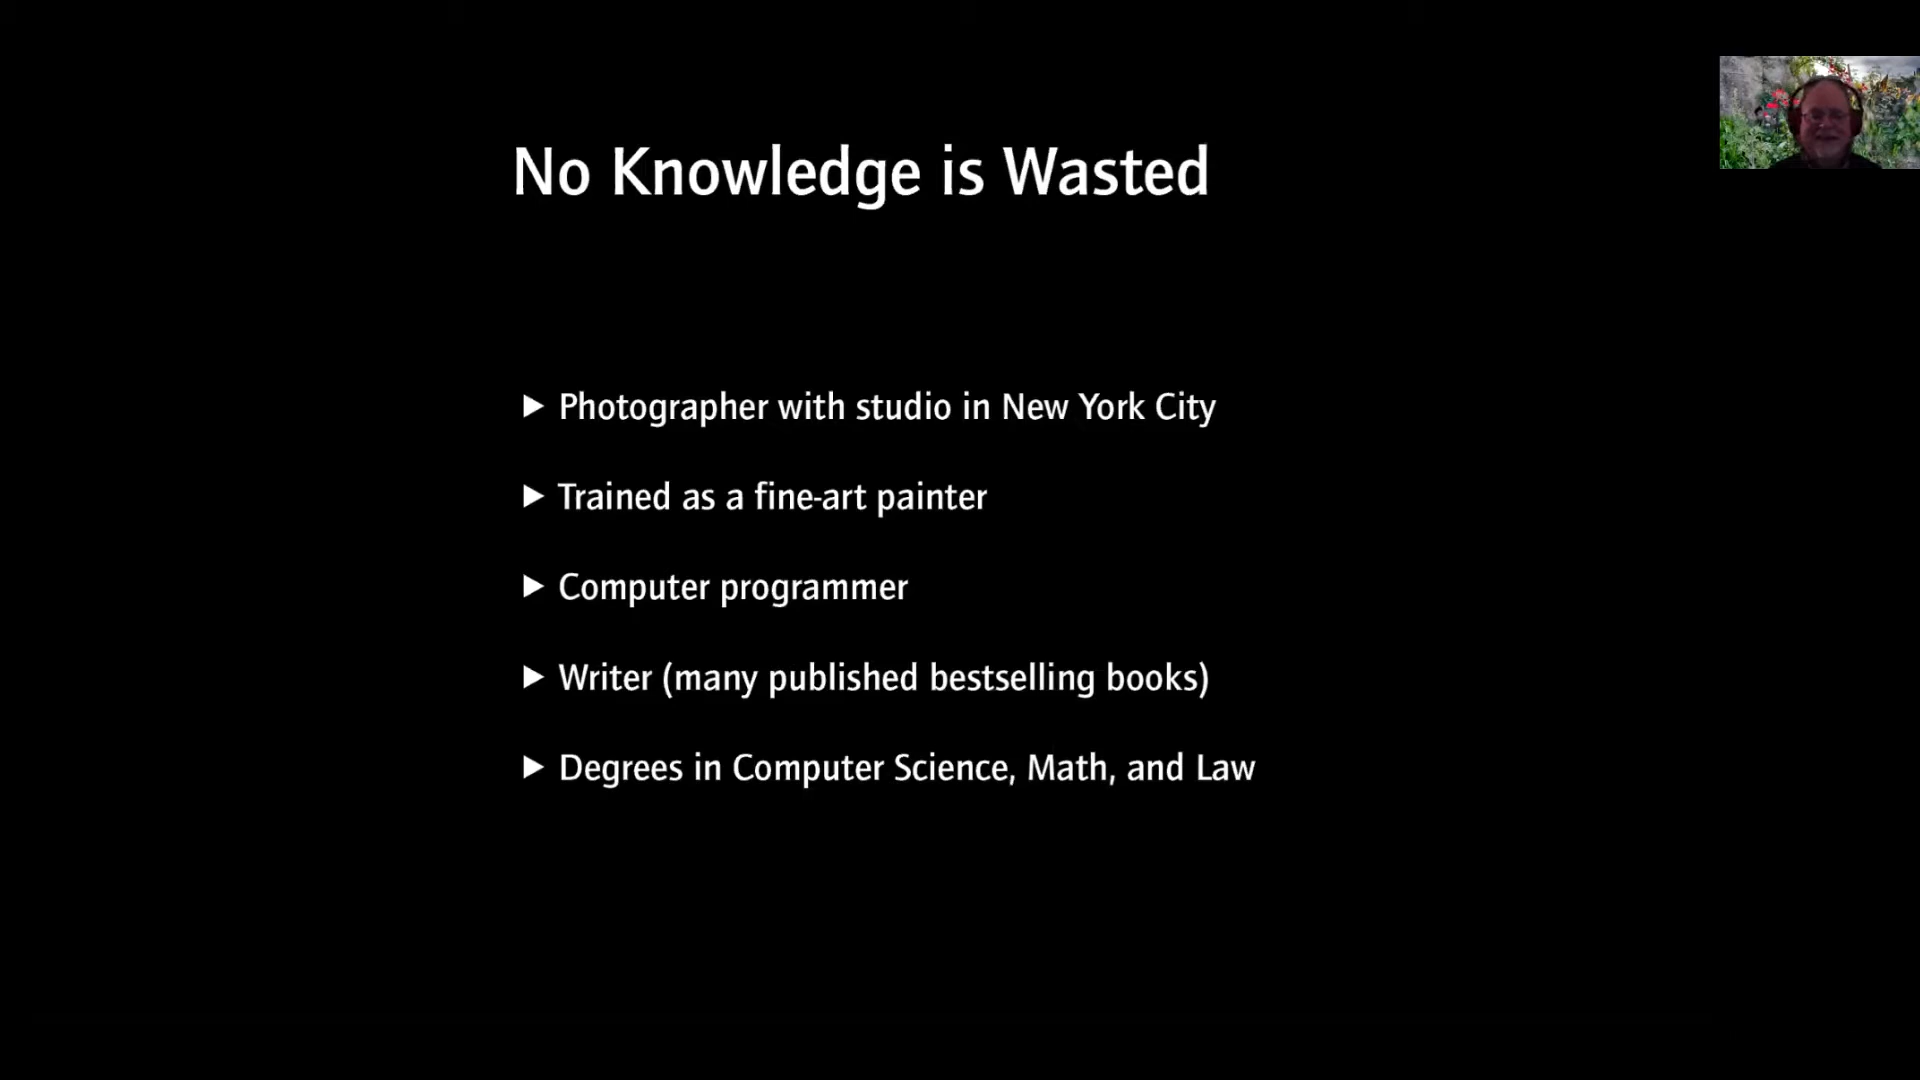 No Knowledge is Wasted
▶ Photographer with studio in New York City
▶ Trained as a fine-art painter
▶ Computer programmer
▶ Writer (many published bestselling books)
▶ Degrees in Computer Science, Math, and Law